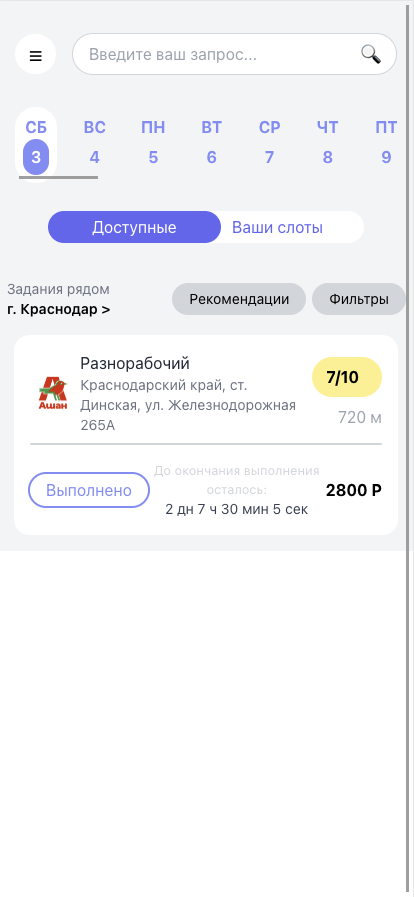 ≡
Введите ваш запрос... 🔍
СБ ВС ПН ВТ СР ЧТ ПТ
3 4 5 6 7 8 9
Доступные Ваши слоты
Задания рядом
г. Краснодар >
Рекомендации Фильтры
Разнорабочий
Краснодарский край, ст.
Динская, ул. Железнодорожная
265А
Ашан
7/10
720 м
Выполнено
До окончания выполнения
осталось:
2 дн 7 ч 30 мин 5 сек
2800 Р